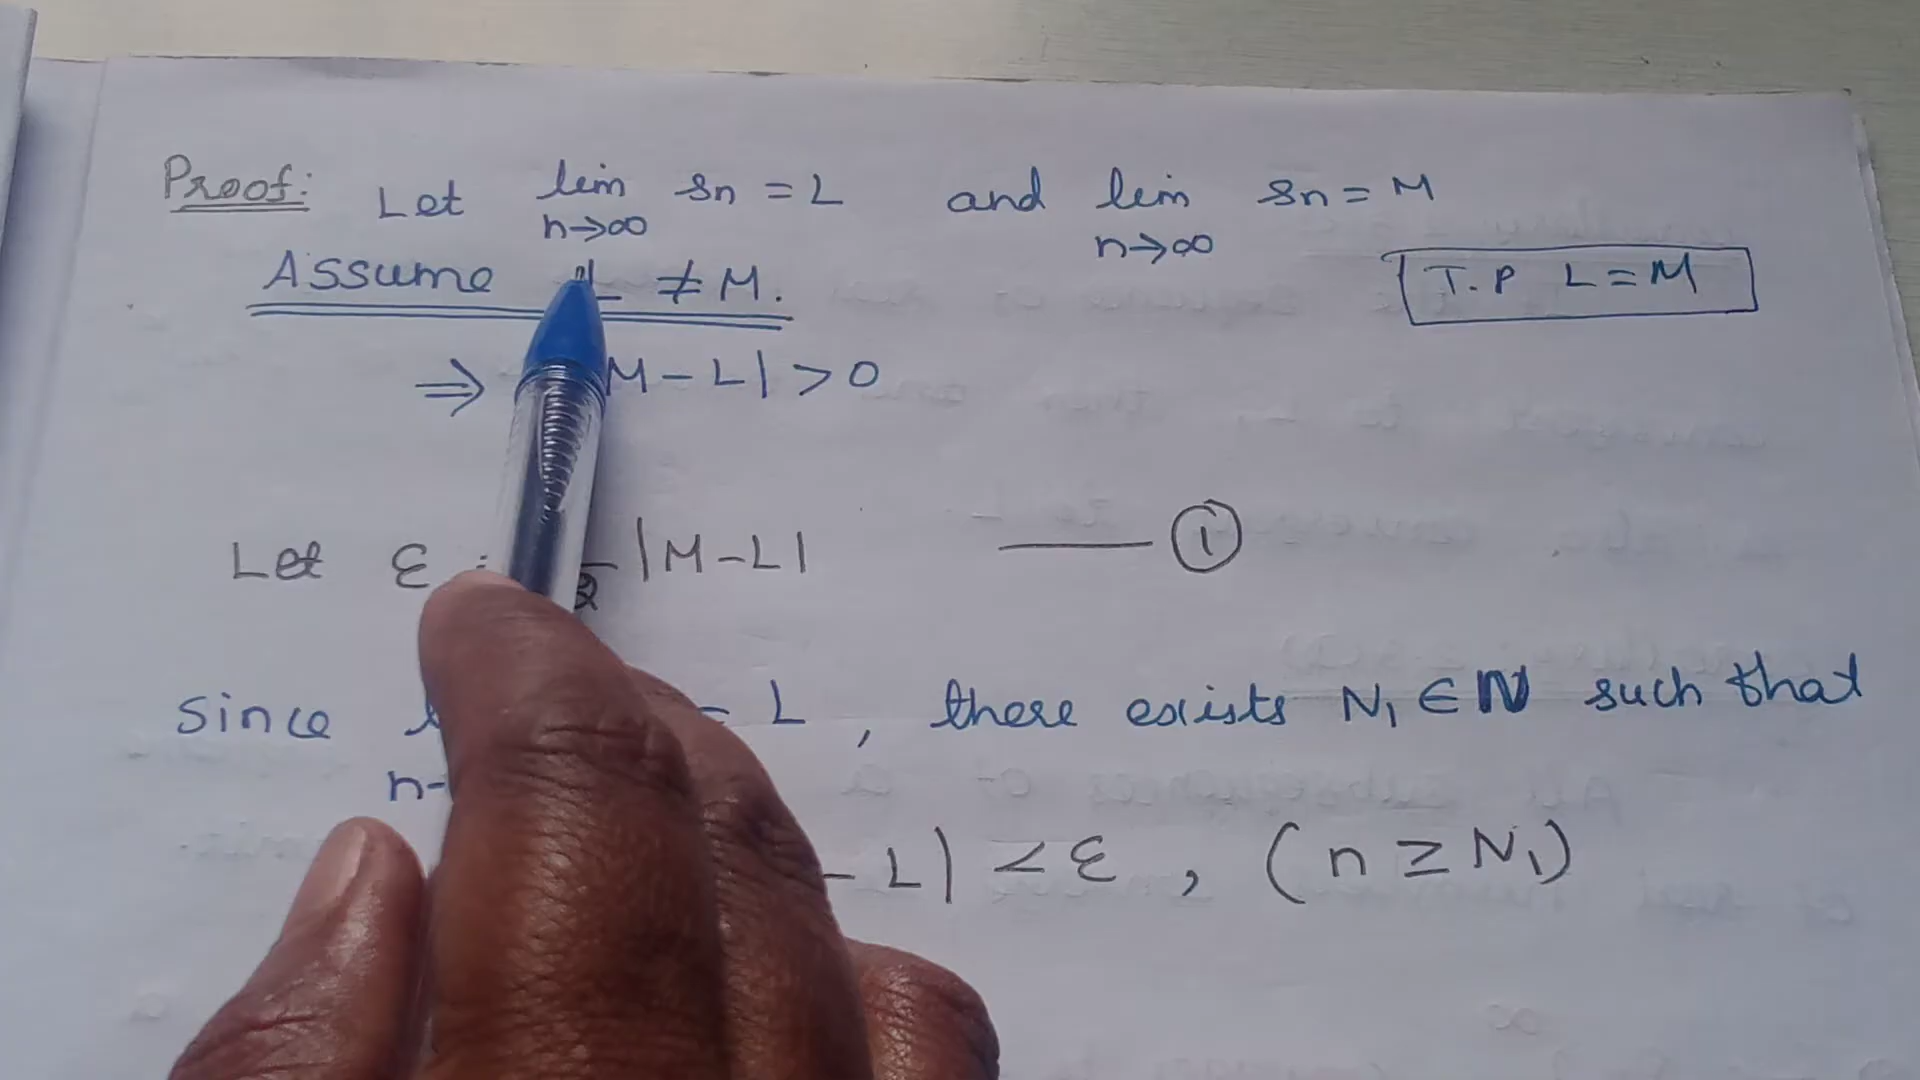 Proof: Let lim sn = L and lim sn = M
n→∞ n→∞
Assume L ≠ M.
T.P L = M
⇒ M - L| > 0
Let ε |M - L| ——— ①
Since = L , there exists N₁ ∈ ℕ such that
n-
- L| < ε , (n ≥ N₁)